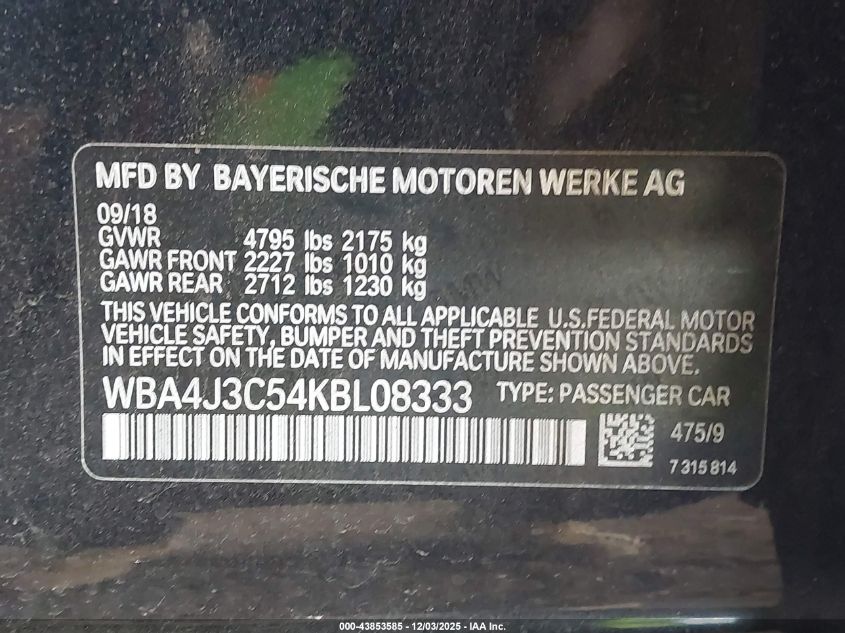 MFD BY BAYERISCHE MOTOREN WERKE AG
09/18
GVWR 4795 lbs 2175 kg
GAWR FRONT 2227 lbs 1010 kg
GAWR REAR 2712 lbs 1230 kg
THIS VEHICLE CONFORMS TO ALL APPLICABLE U.S.FEDERAL MOTOR
VEHICLE SAFETY, BUMPER AND THEFT PREVENTION STANDARDS
IN EFFECT ON THE DATE OF MANUFACTURE SHOWN ABOVE.
WBA4J3C54KBL08333 TYPE: PASSENGER CAR
475/9
7 315 814
000-43853585 - 12/03/2025 - IAA Inc.